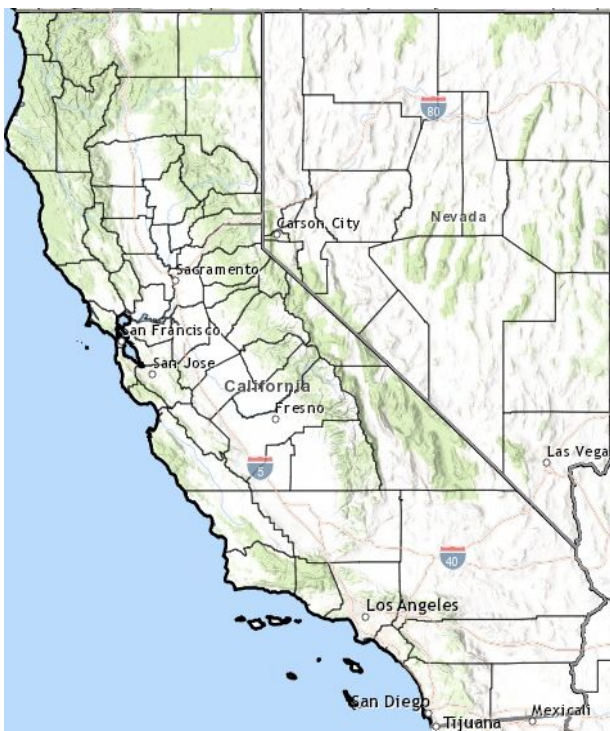 80
Carson City
Nevada
Sacramento
San Francisco
San Jose
California
Fresno
5
Las Vega
40
Los Angeles
San Diego
Tijuana
Mexicali